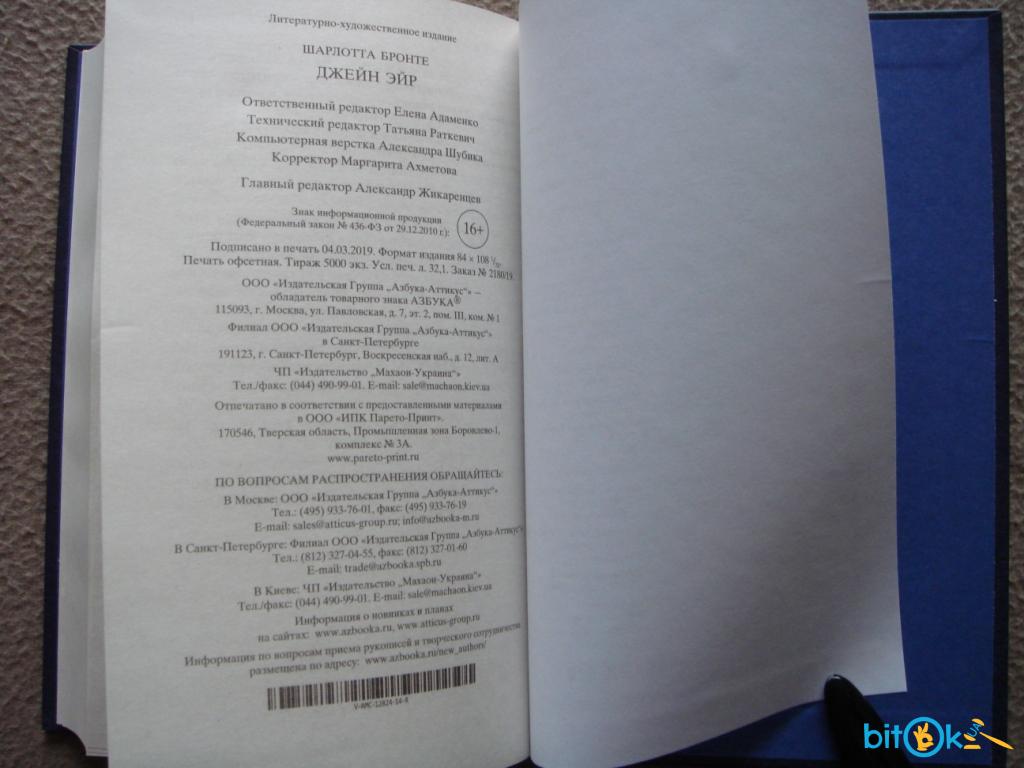 Литературно-художественное издание
ШАРЛОТТА БРОНТЕ
ДЖЕЙН ЭЙР
Ответственный редактор Елена Адаменко
Технический редактор Татьяна Раткевич
Компьютерная верстка Александра Шубика
Корректор Маргарита Ахметова
Главный редактор Александр Жикаренцев
Знак информационной продукции
(Федеральный закон № 436-ФЗ от 29.12.2010 г.): 16+
Подписано в печать 04.03.2019. Формат издания 84 × 108 1/32.
Печать офсетная. Тираж 5000 экз. Усл. печ. л. 32,1. Заказ № 2180/19.
ООО «Издательская Группа „Азбука-Аттикус“» —
обладатель товарного знака АЗБУКА®
115093, г. Москва, ул. Павловская, д. 7, эт. 2, пом. III, ком. № 1
Филиал ООО «Издательская Группа „Азбука-Аттикус“»
в Санкт-Петербурге
191123, г. Санкт-Петербург, Воскресенская наб., д. 12, лит. А
ЧП «Издательство „Махаон-Украина“»
Тел./факс: (044) 490-99-01. E-mail: sale@machaon.kiev.ua
Отпечатано в соответствии с предоставленными материалами
в ООО «ИПК Парето-Принт».
170546, Тверская область, Промышленная зона Боровлево-1,
комплекс № 3А.
www.pareto-print.ru
ПО ВОПРОСАМ РАСПРОСТРАНЕНИЯ ОБРАЩАЙТЕСЬ:
В Москве: ООО «Издательская Группа „Азбука-Аттикус“»
Тел.: (495) 933-76-01, факс: (495) 933-76-19
E-mail: sales@atticus-group.ru; info@azbooka-m.ru
В Санкт-Петербурге: Филиал ООО «Издательская Группа „Азбука-Аттикус“»
Тел.: (812) 327-04-55, факс: (812) 327-01-60
E-mail: trade@azbooka.spb.ru
В Киеве: ЧП «Издательство „Махаон-Украина“»
Тел./факс: (044) 490-99-01. E-mail: sale@machaon.kiev.ua
Информация о новинках и планах
на сайтах: www.azbooka.ru, www.atticus-group.ru
Информация по вопросам приема рукописей и творческого сотрудничества
размещена по адресу: www.azbooka.ru/new_authors/
V-AMC-12824-14-R
bitok UA